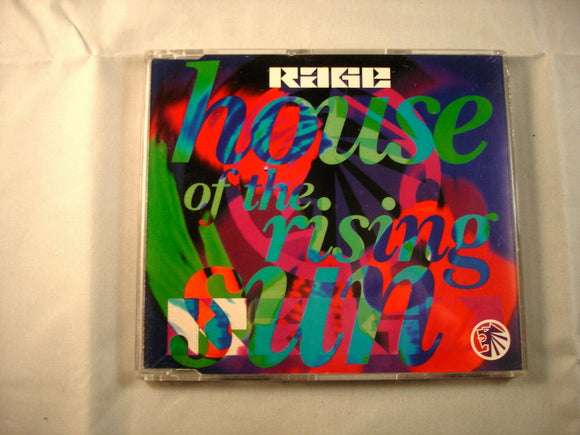 RAGE
house
of the
rising
sun